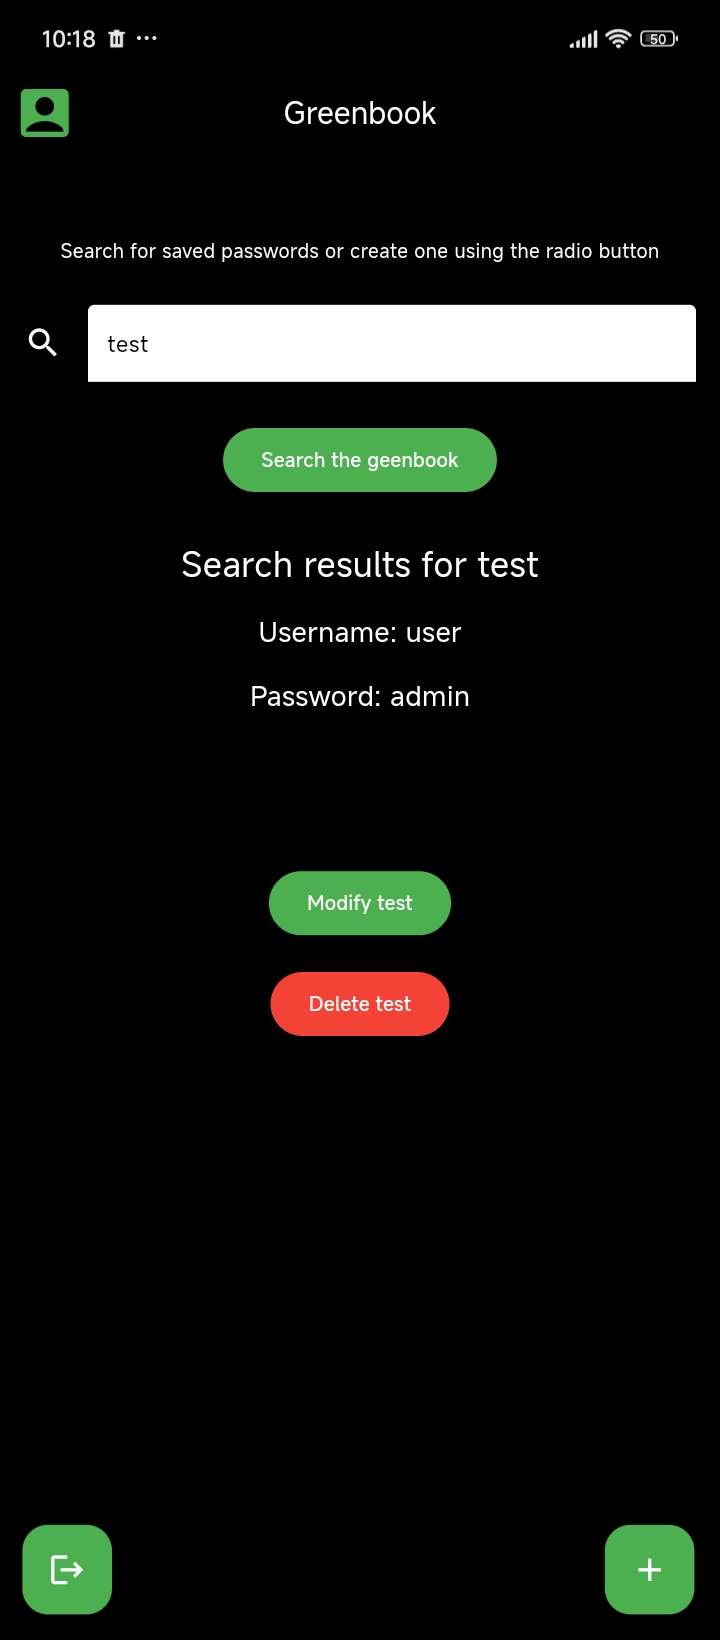 10:18
50
Greenbook
Search for saved passwords or create one using the radio button
test
Search the geenbook
Search results for test
Username: user
Password: admin
Modify test
Delete test